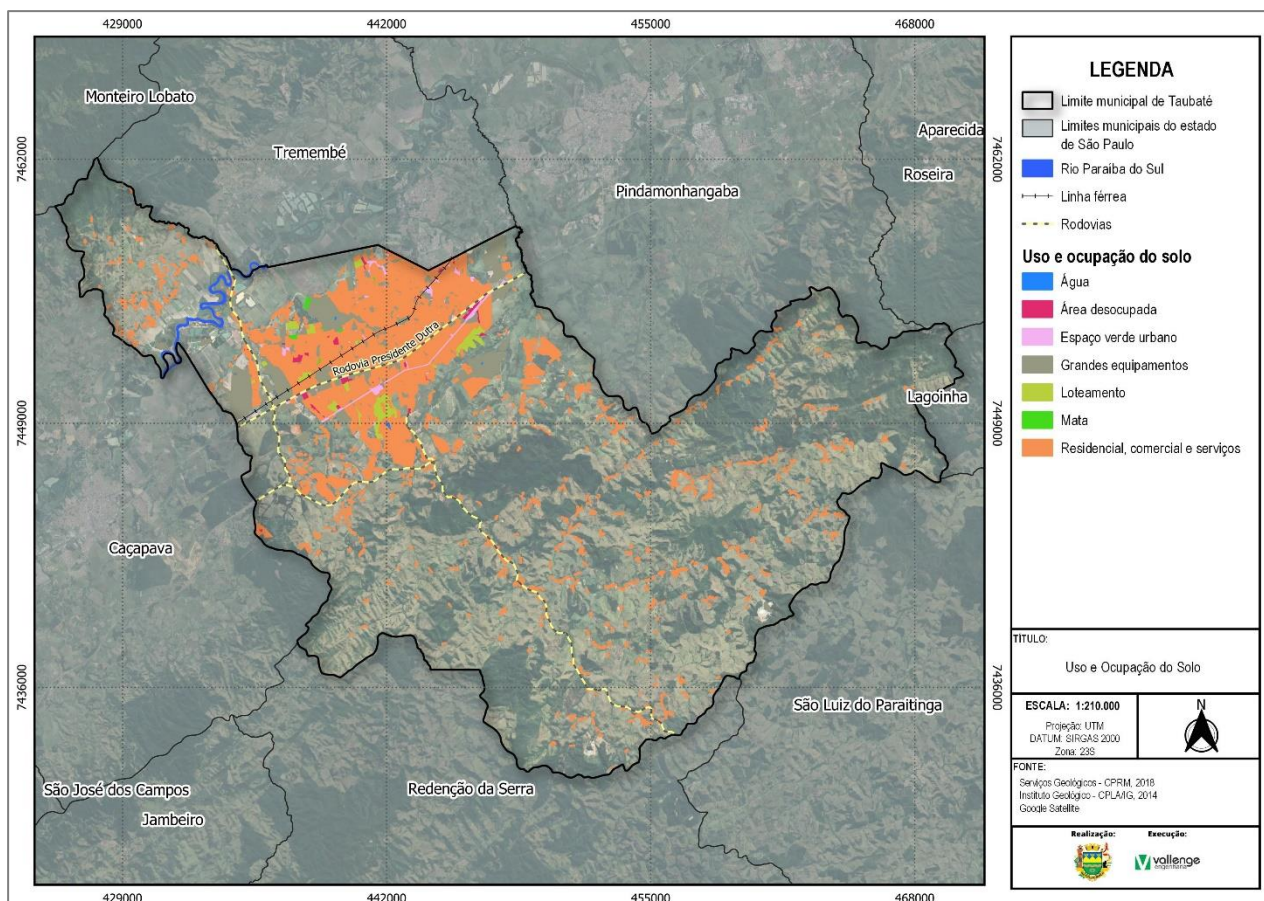 429000 442000 455000 468000
Monteiro Lobato
Tremembé
Aparecida
Roseira
Pindamonhangaba
7462000
7462000
Rodovia Presidente Dutra
Lagoinha
7449000
7449000
Caçapava
São Luiz do Paraitinga
7436000
7436000
São José dos Campos
Jambeiro
Redenção da Serra
429000 442000 455000 468000
LEGENDA
Limite municipal de Taubaté
Limites municipais do estado
de São Paulo
Rio Paraíba do Sul
Linha férrea
Rodovias
Uso e ocupação do solo
Água
Área desocupada
Espaço verde urbano
Grandes equipamentos
Loteamento
Mata
Residencial, comercial e serviços
TÍTULO:
Uso e Ocupação do Solo
ESCALA: 1:210.000
Projeção: UTM
DATUM: SIRGAS 2000
Zona: 23S
N
FONTE:
Serviços Geológicos - CPRM, 2018
Instituto Geológico - CPLA/IG, 2014
Google Satellite
Realização: Execução:
vallenge
engenharia